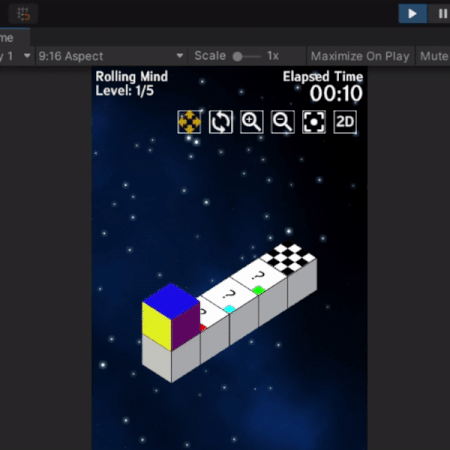 me
y 1
9:16 Aspect
Scale
1x
Maximize On Play
Mute
Rolling Mind
Level: 1/5
Elapsed Time
00:10
2D
?
?
?